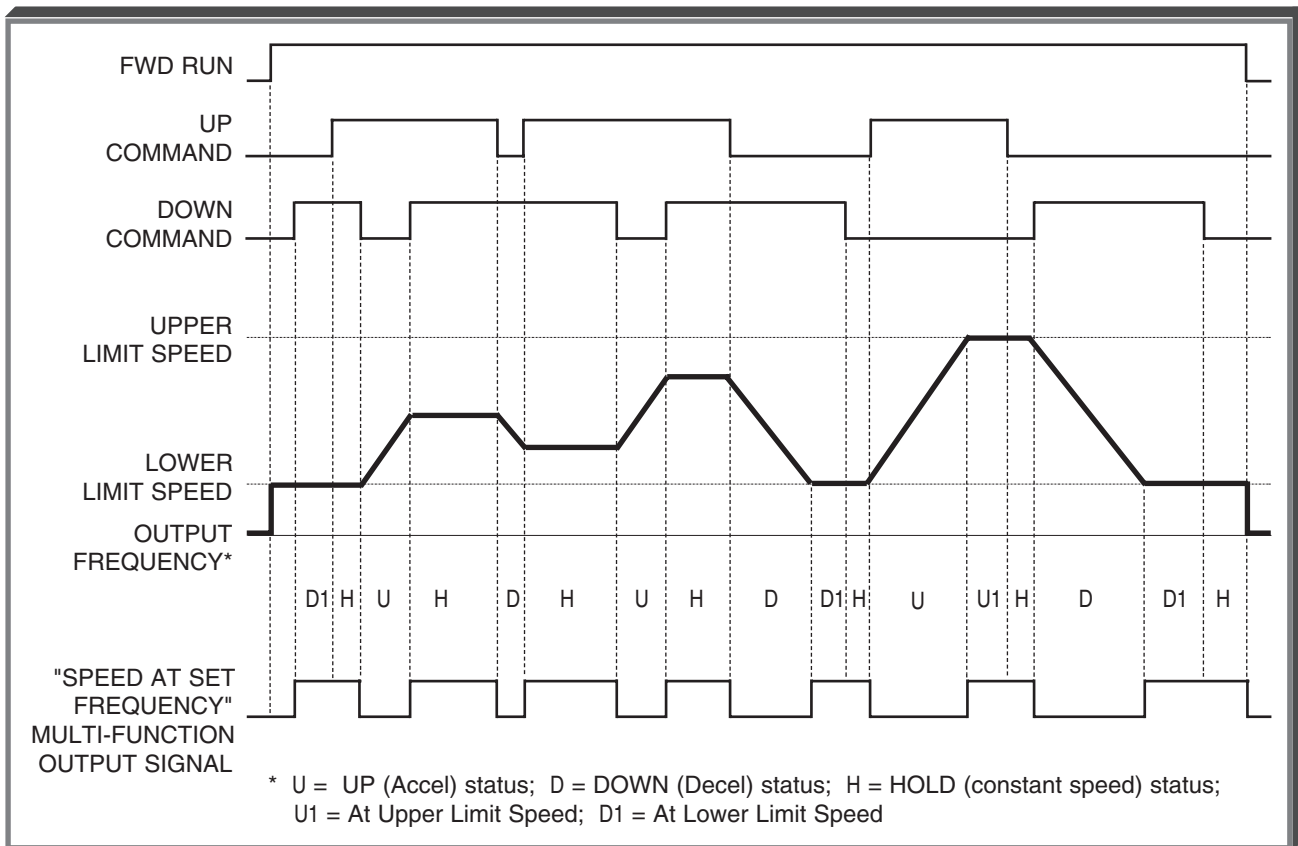 FWD RUN
UP
COMMAND
DOWN
COMMAND
UPPER
LIMIT SPEED
LOWER
LIMIT SPEED
OUTPUT
FREQUENCY*
D1 H U H D H U H D D1 H U U1 H D D1 H
"SPEED AT SET
FREQUENCY"
MULTI-FUNCTION
OUTPUT SIGNAL
* U = UP (Accel) status; D = DOWN (Decel) status; H = HOLD (constant speed) status;
U1 = At Upper Limit Speed; D1 = At Lower Limit Speed